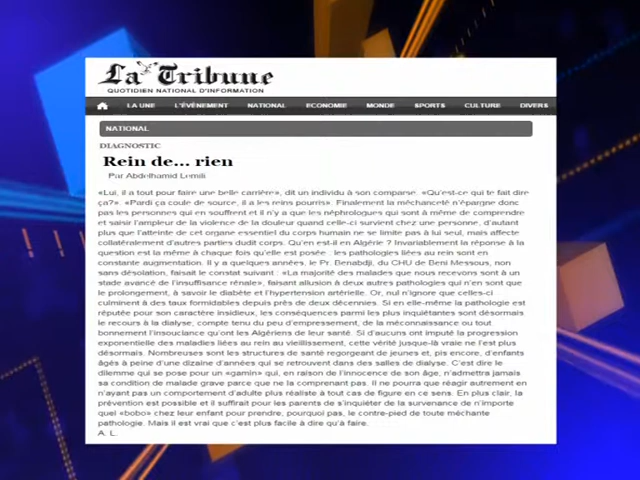 La Tribune
QUOTIDIEN NATIONAL D'INFORMATION
LA UNE L'ÉVÉNEMENT NATIONAL ECONOMIE MONDE SPORTS CULTURE DIVERS
NATIONAL
DIAGNOSTIC
Rein de... rien
Par Abdelhamid Lemili
«Lui, il a tout pour faire une belle carrière», dit un individu à son comparse. «Qu'est-ce qui te fait dire
ça?». «Pardi ça coule de source, il a les reins pourris». Finalement la méchanceté n'épargne donc
pas les personnes qui en souffrent et il n'y a que les néphrologues qui sont à même de comprendre
et saisir l'ampleur de la violence de la douleur quand celle-ci survient chez une personne, d'autant
plus que l'atteinte de cet organe essentiel du corps humain ne se limite pas à lui seul, mais affecte
collatéralement d'autres parties dudit corps. Qu'en est-il en Algérie ? Invariablement la réponse à la
question est la même à chaque fois qu'elle est posée : les pathologies liées au rein sont en
constante augmentation. Il y a quelques années, le Pr. Benabdji, du CHU de Beni Messous, non
sans désolation, faisait le constat suivant : «La majorité des malades que nous recevons sont à un
stade avancé de l'insuffisance rénale», faisant allusion à deux autres pathologies qui n'en sont que
le prolongement, à savoir le diabète et l'hypertension artérielle. Or, nul n'ignore que celles-ci
culminent à des taux formidables depuis près de deux décennies. Si en elle-même la pathologie est
réputée pour son caractère insidieux, les conséquences parmi les plus inquiétantes sont désormais
le recours à la dialyse, compte tenu du peu d'empressement, de la méconnaissance ou tout
bonnement l'insouciance qu'ont les Algériens de leur santé. Si d'aucuns ont imputé la progression
exponentielle des maladies liées au rein au vieillissement, cette vérité jusque-là vraie ne l'est plus
désormais. Nombreuses sont les structures de santé regorgeant de jeunes et, pis encore, d'enfants
âgés à peine d'une dizaine d'années qui se retrouvent dans des salles de dialyse. C'est dire le
dilemme qui se pose pour un «gamin» qui, en raison de l'innocence de son âge, n'admettra jamais
sa condition de malade grave parce que ne la comprenant pas. Il ne pourra que réagir autrement en
n'ayant pas un comportement d'adulte plus réaliste à tout cas de figure en ce sens. En plus clair, la
prévention est possible et il suffirait pour les parents de s'inquiéter de la survenance de n'importe
quel «bobo» chez leur enfant pour prendre, pourquoi pas, le contre-pied de toute méchante
pathologie. Mais il est vrai que c'est plus facile à dire qu'à faire.
A. L.